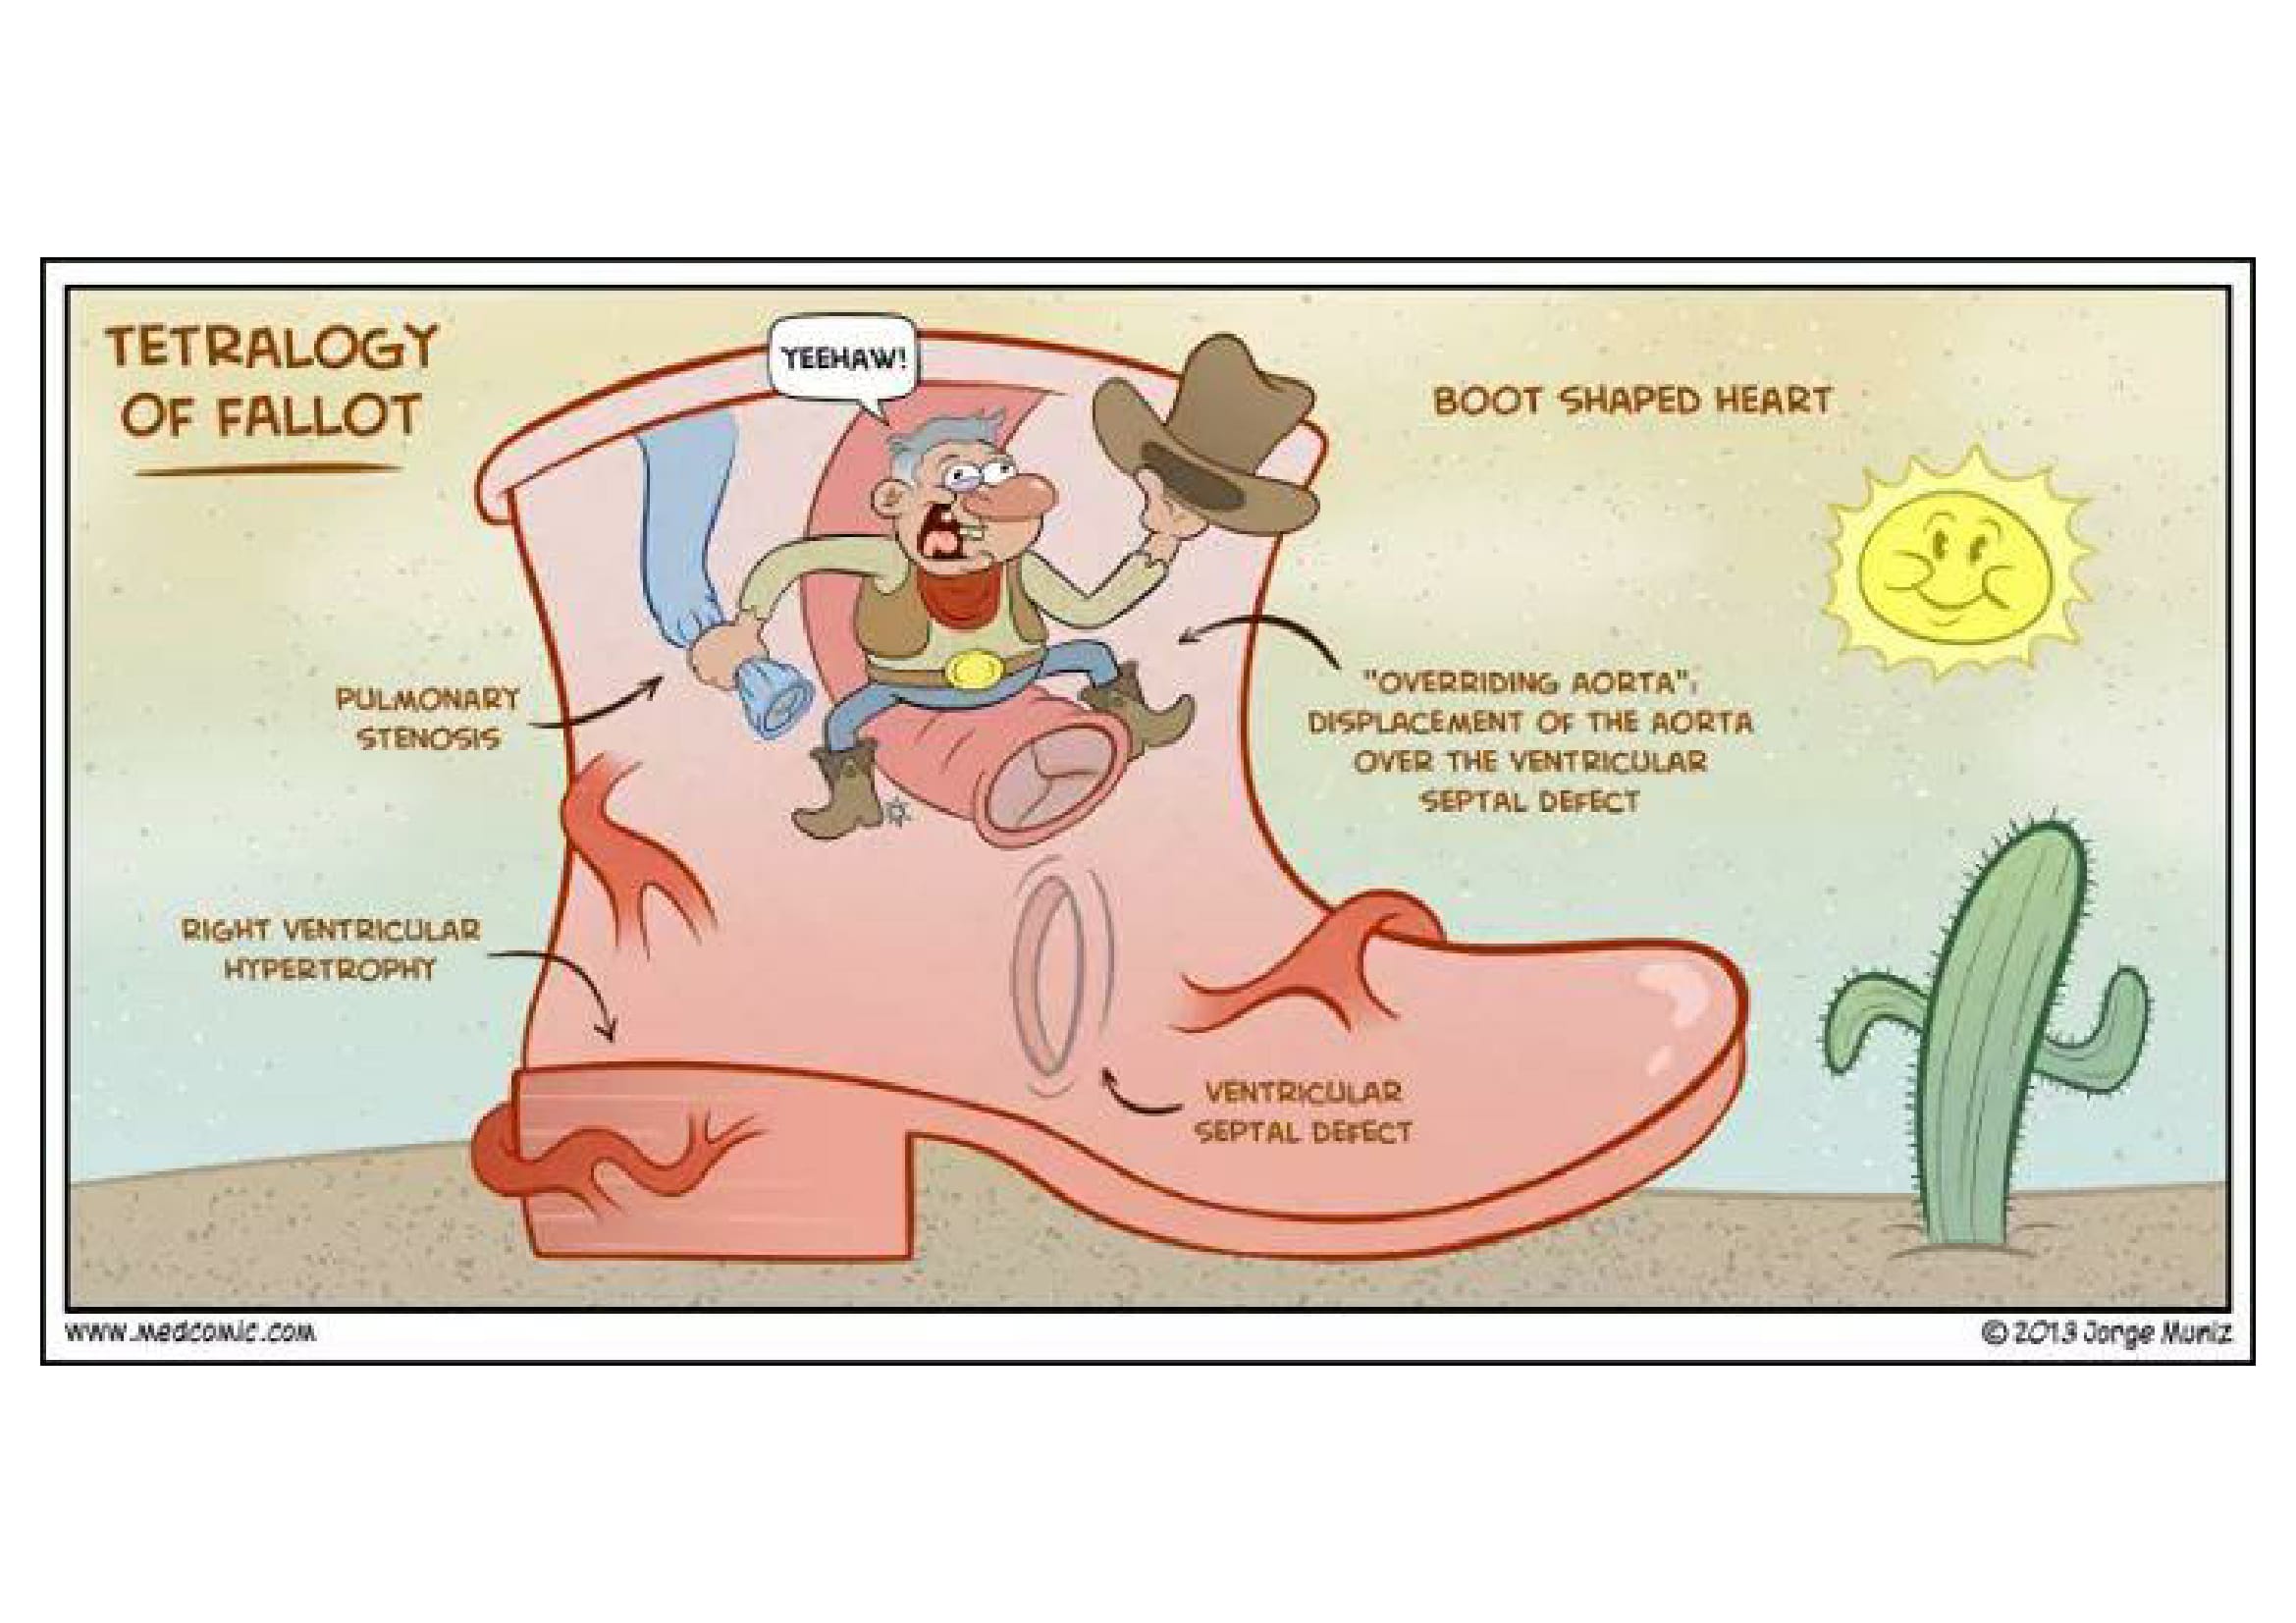 TETRALOGY
OF FALLOT
YEEHAW!
BOOT SHAPED HEART
PULMONARY
STENOSIS
"OVERRIDING AORTA";
DISPLACEMENT OF THE AORTA
OVER THE VENTRICULAR
SEPTAL DEFECT
RIGHT VENTRICULAR
HYPERTROPHY
VENTRICULAR
SEPTAL DEFECT
www.medcomic.com
© 2013 Jorge Muniz